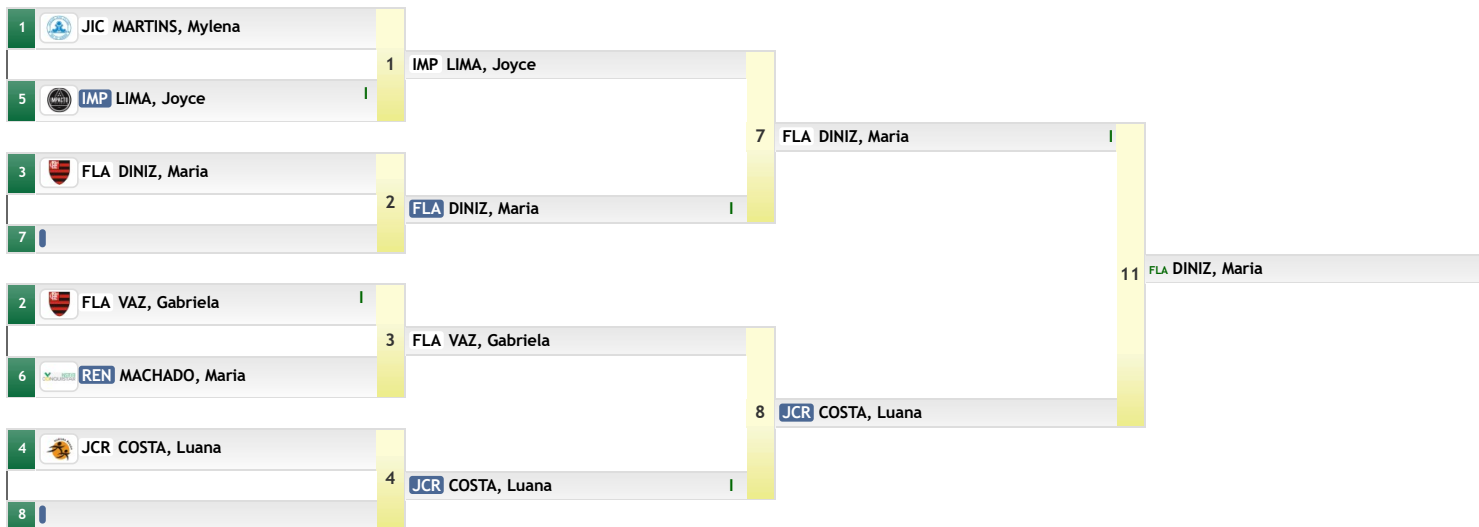 1 JIC MARTINS, Mylena
1 IMP LIMA, Joyce
5 IMPACTO IMP LIMA, Joyce I
7 FLA DINIZ, Maria I
3 FLA DINIZ, Maria
2 FLA DINIZ, Maria I
7
11 FLA DINIZ, Maria
2 FLA VAZ, Gabriela I
3 FLA VAZ, Gabriela
6 REN MACHADO, Maria
8 JCR COSTA, Luana
4 JCR COSTA, Luana
4 JCR COSTA, Luana I
8